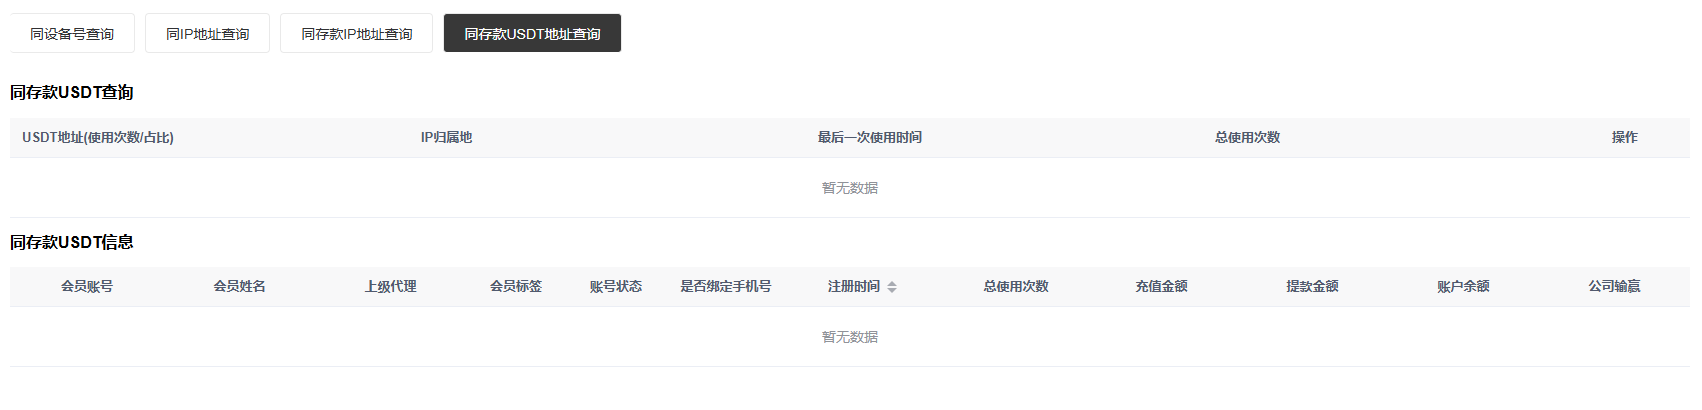 同设备号查询 同IP地址查询 同存款IP地址查询 同存款USDT地址查询
同存款USDT查询
USDT地址(使用次数/占比) IP归属地 最后一次使用时间 总使用次数 操作
暂无数据
同存款USDT信息
会员账号 会员姓名 上级代理 会员标签 账号状态 是否绑定手机号 注册时间 总使用次数 充值金额 提款金额 账户余额 公司输赢
暂无数据